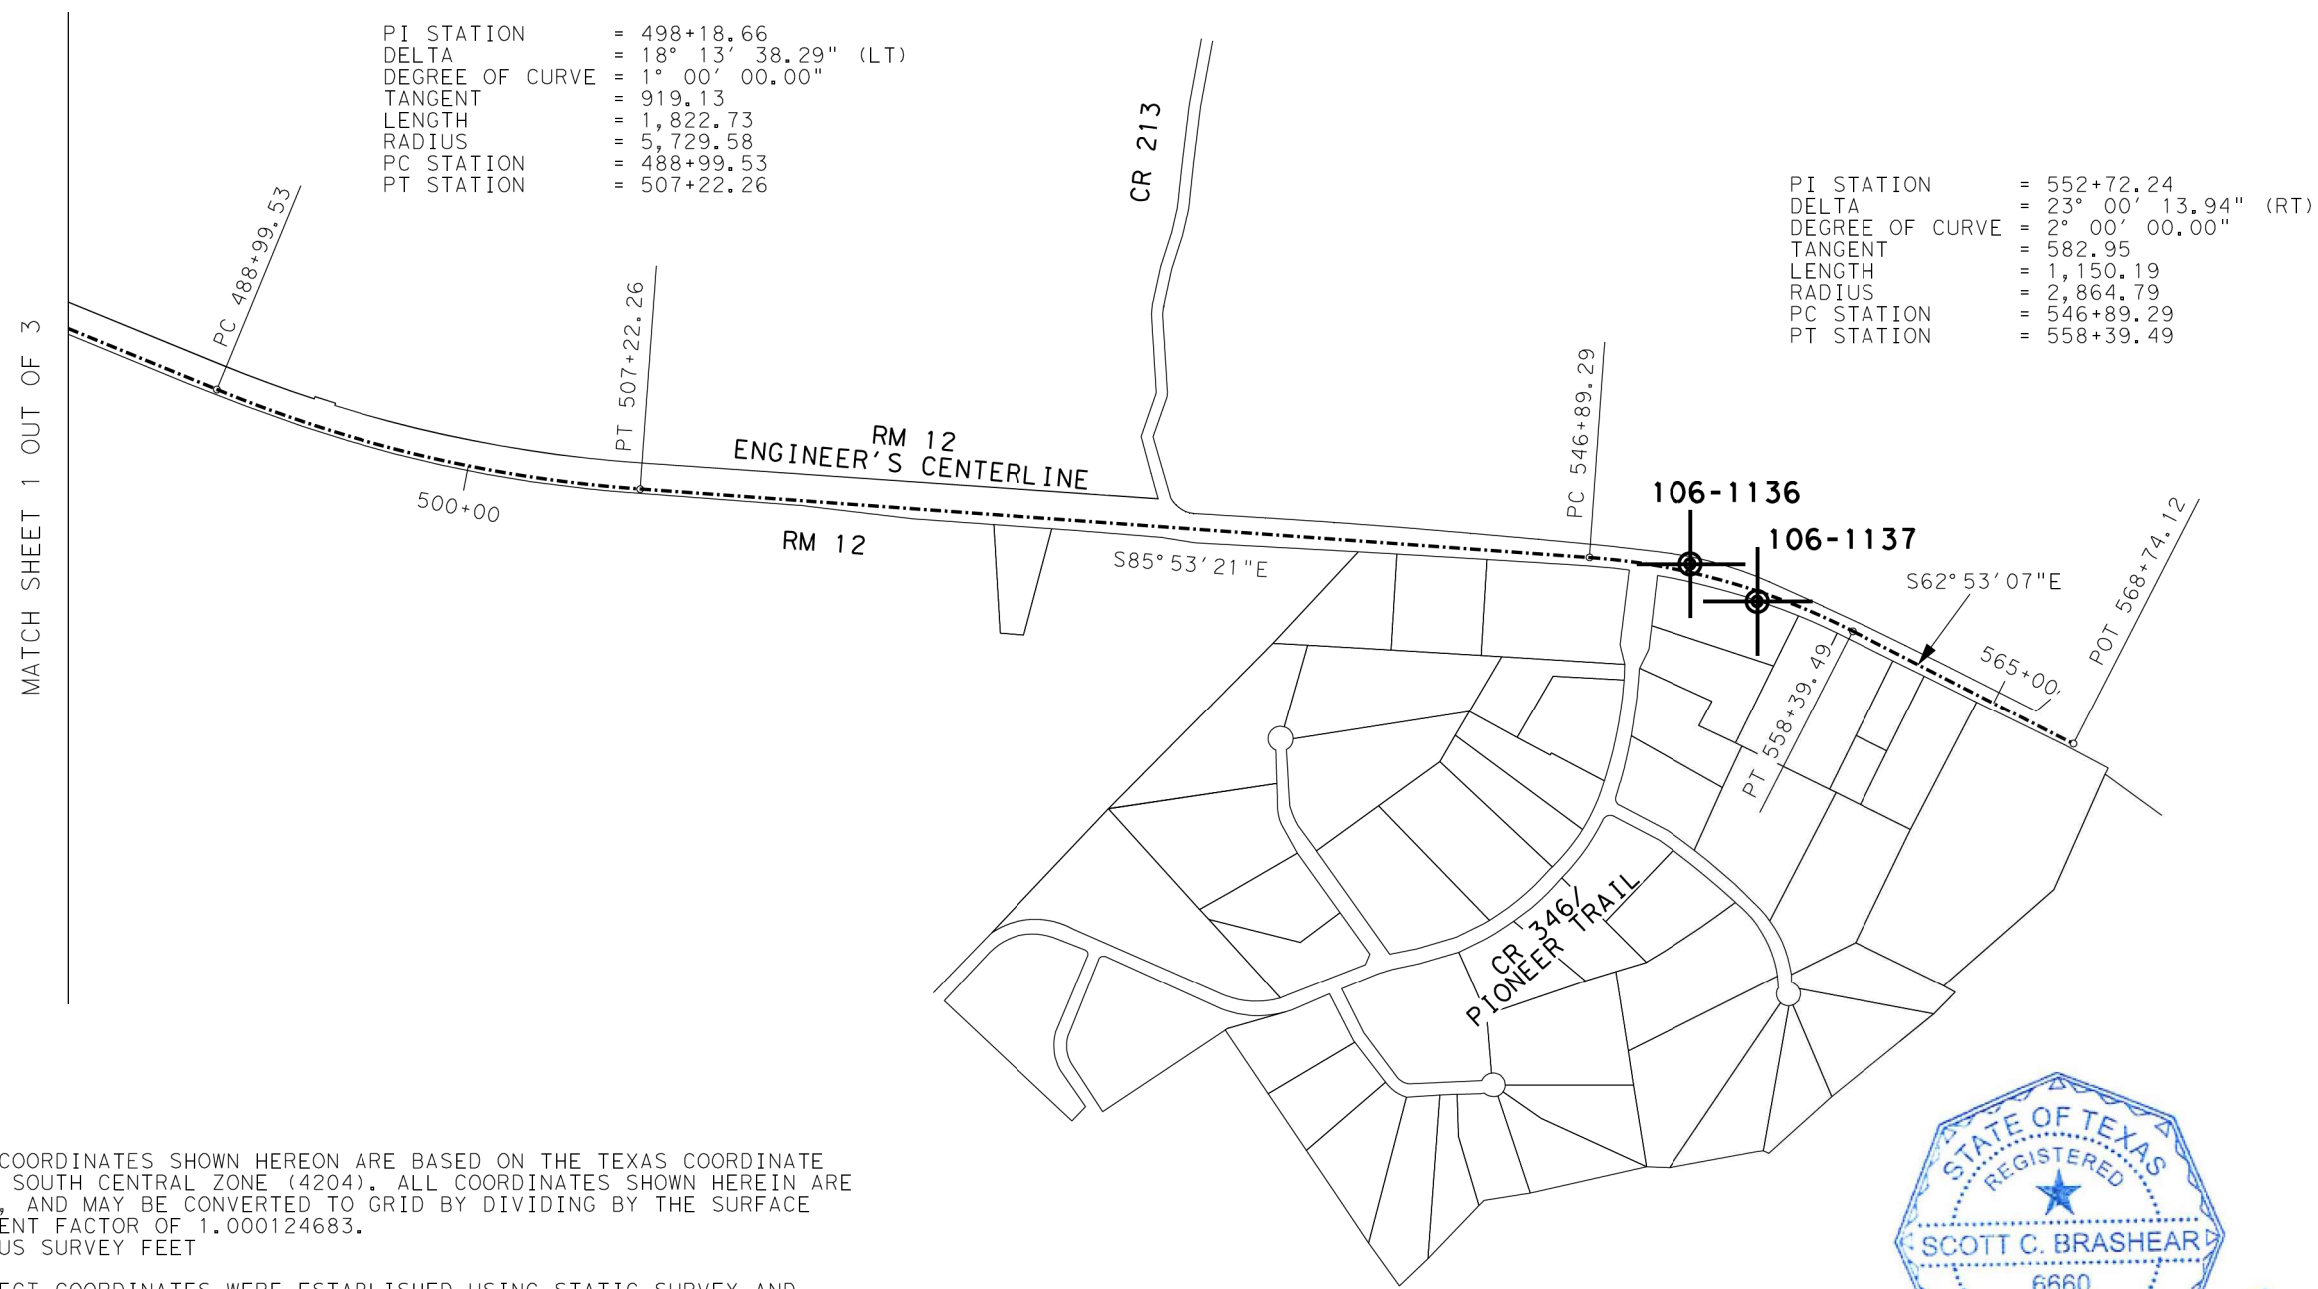 PI STATION = 498+18.66
DELTA = 18° 13' 38.29" (LT)
DEGREE OF CURVE = 1° 00' 00.00"
TANGENT = 919.13
LENGTH = 1,822.73
RADIUS = 5,729.58
PC STATION = 488+99.53
PT STATION = 507+22.26
PI STATION = 552+72.24
DELTA = 23° 00' 13.94" (RT)
DEGREE OF CURVE = 2° 00' 00.00"
TANGENT = 582.95
LENGTH = 1,150.19
RADIUS = 2,864.79
PC STATION = 546+89.29
PT STATION = 558+39.49
MATCH SHEET 1 OUT OF 3
PC 488+99.53
500+00
PT 507+22.26
RM 12
ENGINEER'S CENTERLINE
RM 12
CR 213
S85°53'21"E
PC 546+89.29
106-1136
106-1137
S62°53'07"E
PT 558+39.49
565+00
POT 568+74.12
CR 346/
PIONEER TRAIL
COORDINATES SHOWN HEREON ARE BASED ON THE TEXAS COORDINATE
SOUTH CENTRAL ZONE (4204). ALL COORDINATES SHOWN HEREIN ARE
, AND MAY BE CONVERTED TO GRID BY DIVIDING BY THE SURFACE
ENT FACTOR OF 1.000124683.
US SURVEY FEET
ECT COORDINATES WERE ESTABLISHED USING STATIC SURVEY AND
STATE OF TEXAS
REGISTERED
SCOTT C. BRASHEAR
6660